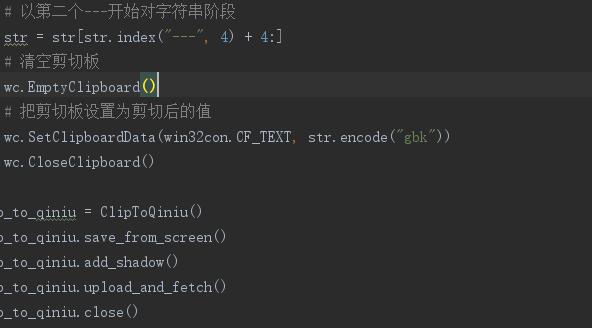 # 以第二个---开始对字符串阶段
str = str[str.index("---", 4) + 4:]
# 清空剪切板
wc.EmptyClipboard()
# 把剪切板设置为剪切后的值
wc.SetClipboardData(win32con.CF_TEXT, str.encode("gbk"))
wc.CloseClipboard()
p_to_qiniu = ClipToQiniu()
p_to_qiniu.save_from_screen()
p_to_qiniu.add_shadow()
p_to_qiniu.upload_and_fetch()
p_to_qiniu.close()